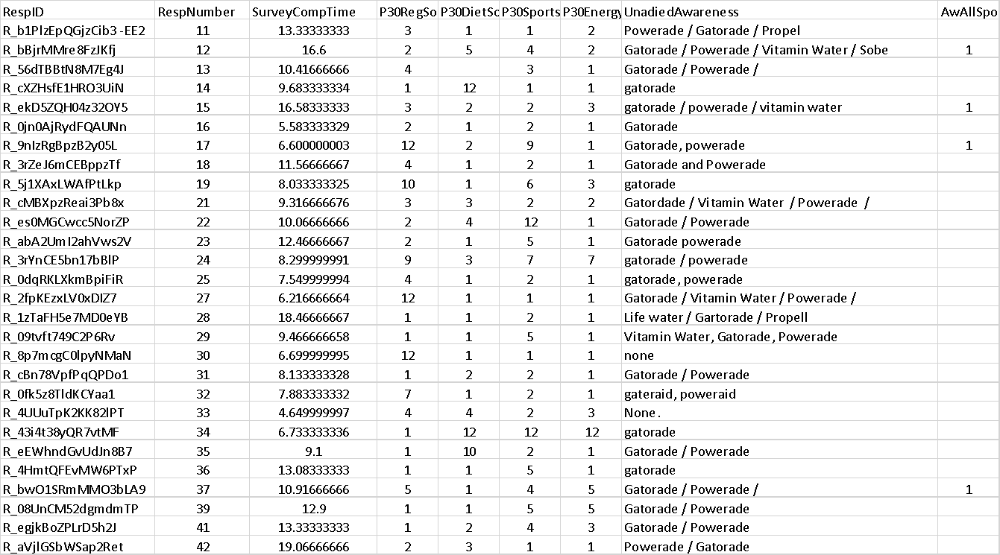 RespID RespNumber SurveyCompTime P30RegSo P30DietSc P30Sports P30Energy UnadiedAwareness AwAllSpo
R_b1PlzEpQGjzCib3 -EE2 11 13.33333333 3 1 1 2 Powerade / Gatorade / Propel
R_bBjrMMre8FzJKfj 12 16.6 2 5 4 2 Gatorade / Powerade / Vitamin Water / Sobe 1
R_56dTBBtN8M7Eg4J 13 10.41666666 4 3 1 Gatorade / Powerade /
R_cXZHsfE1HRO3UiN 14 9.683333334 1 12 1 1 gatorade
R_ekD5ZQH04z32OY5 15 16.58333333 3 2 2 3 gatorade / powerade / vitamin water 1
R_0jn0AjRydFQAUNn 16 5.583333329 2 1 2 1 Gatorade
R_9nIzRgBpzB2y05L 17 6.600000003 12 2 9 1 Gatorade, powerade 1
R_3rZeJ6mCEBppzTf 18 11.56666667 4 1 2 1 Gatorade and Powerade
R_5j1XAxLWAfPtLkp 19 8.033333325 10 1 6 3 gatorade
R_cMBXpzReai3Pb8x 21 9.316666676 3 3 2 2 Gatordade / Vitamin Water / Powerade /
R_es0MGCwcc5NorZP 22 10.06666666 2 4 12 1 Gatorade / Powerade
R_abA2UmI2ahVws2V 23 12.46666667 2 1 5 1 Gatorade powerade
R_3rYnCE5bn17bBlP 24 8.299999991 9 3 7 7 gatorade / powerade
R_0dqRKLXkmBpiFiR 25 7.549999994 4 1 2 1 gatorade, powerade
R_2fpKEzxLV0xDIZ7 27 6.216666664 12 1 1 1 Gatorade / Vitamin Water / Powerade /
R_1zTaFH5e7MD0eYB 28 18.46666667 1 1 2 1 Life water / Gartorade / Propell
R_09tvft749C2P6Rv 29 9.466666658 1 1 5 1 Vitamin Water, Gatorade, Powerade
R_8p7mcgC0lpyNMaN 30 6.699999995 12 1 1 1 none
R_cBn78VpfPqQPDo1 31 8.133333328 1 2 2 1 Gatorade / Powerade
R_0fk5z8TldKCYaa1 32 7.883333332 7 1 2 1 gateraid, poweraid
R_4UUuTpK2KK82lPT 33 4.649999997 4 4 2 3 None.
R_43i4t38yQR7vtMF 34 6.733333336 1 12 12 12 gatorade
R_eEWhndGvUdJn8B7 35 9.1 1 10 2 1 Gatorade / Powerade
R_4HmtQFEvMW6PTxP 36 13.08333333 1 1 5 1 gatorade
R_bwO1SRmMMO3bLA9 37 10.91666666 5 1 4 5 Gatorade / Powerade / 1
R_08UnCM52dgmdmTP 39 12.9 1 1 5 5 Gatorade / Powerade
R_egjkBoZPLrD5h2J 41 13.33333333 1 2 4 3 Gatorade / Powerade
R_aVjlGSbWSap2Ret 42 19.06666666 2 3 1 1 Powerade / Gatorade